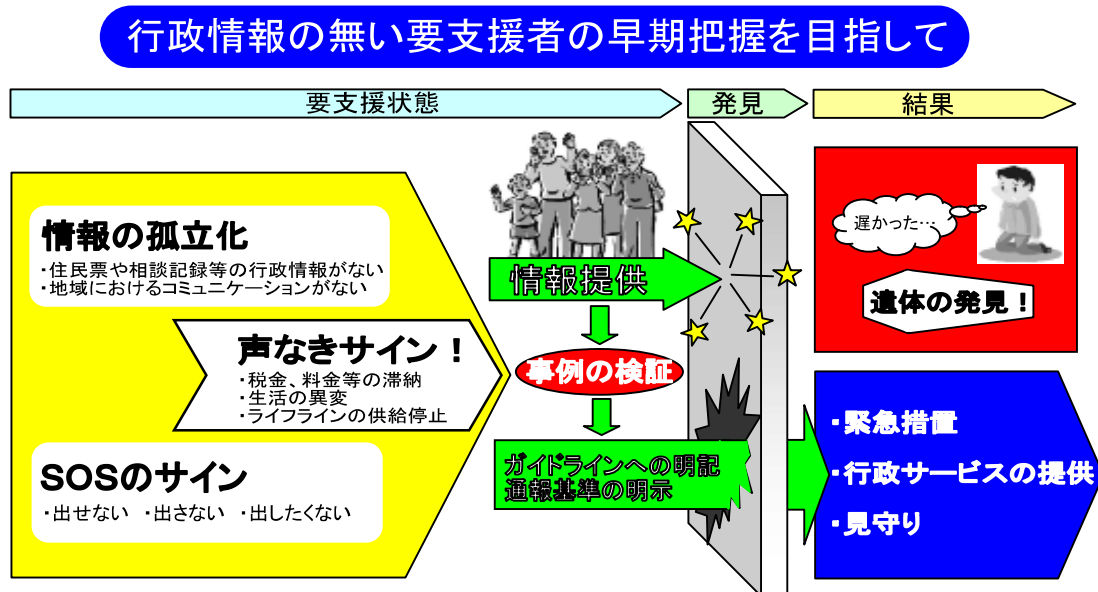 行政情報の無い要支援者の早期把握を目指して
要支援状態
発見
結果
情報の孤立化
・住民票や相談記録等の行政情報がない
・地域におけるコミュニケーションがない
声なきサイン！
・税金、料金等の滞納
・生活の異変
・ライフラインの供給停止
SOSのサイン
・出せない ・出さない ・出したくない
情報提供
事例の検証
ガイドラインへの明記
通報基準の明示
遅かった…
遺体の発見！
・緊急措置
・行政サービスの提供
・見守り